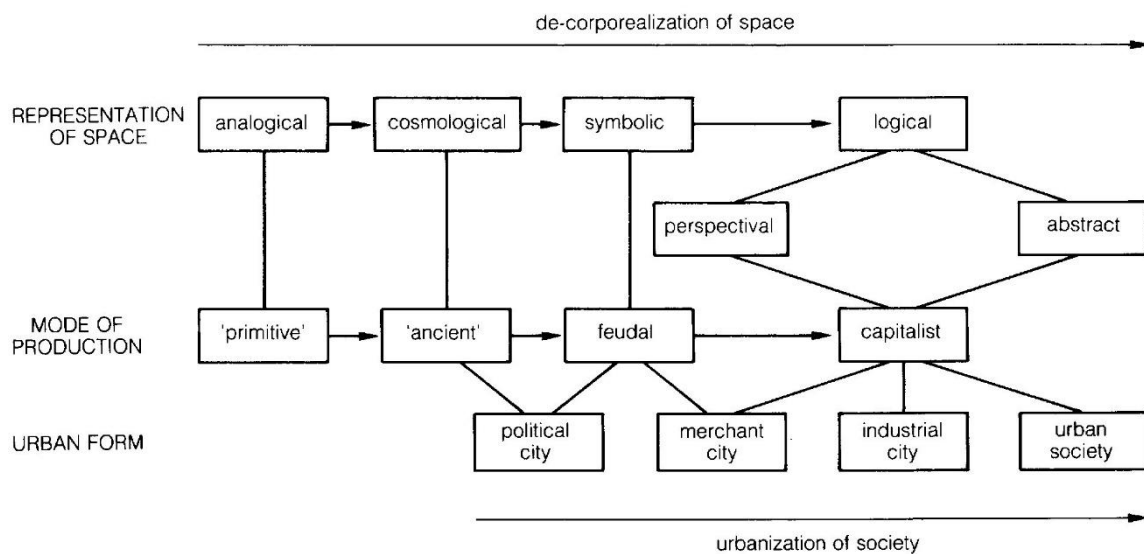 de-corporealization of space
REPRESENTATION
OF SPACE
analogical
cosmological
symbolic
logical
perspectival
abstract
MODE OF
PRODUCTION
'primitive'
'ancient'
feudal
capitalist
URBAN FORM
political
city
merchant
city
industrial
city
urban
society
urbanization of society